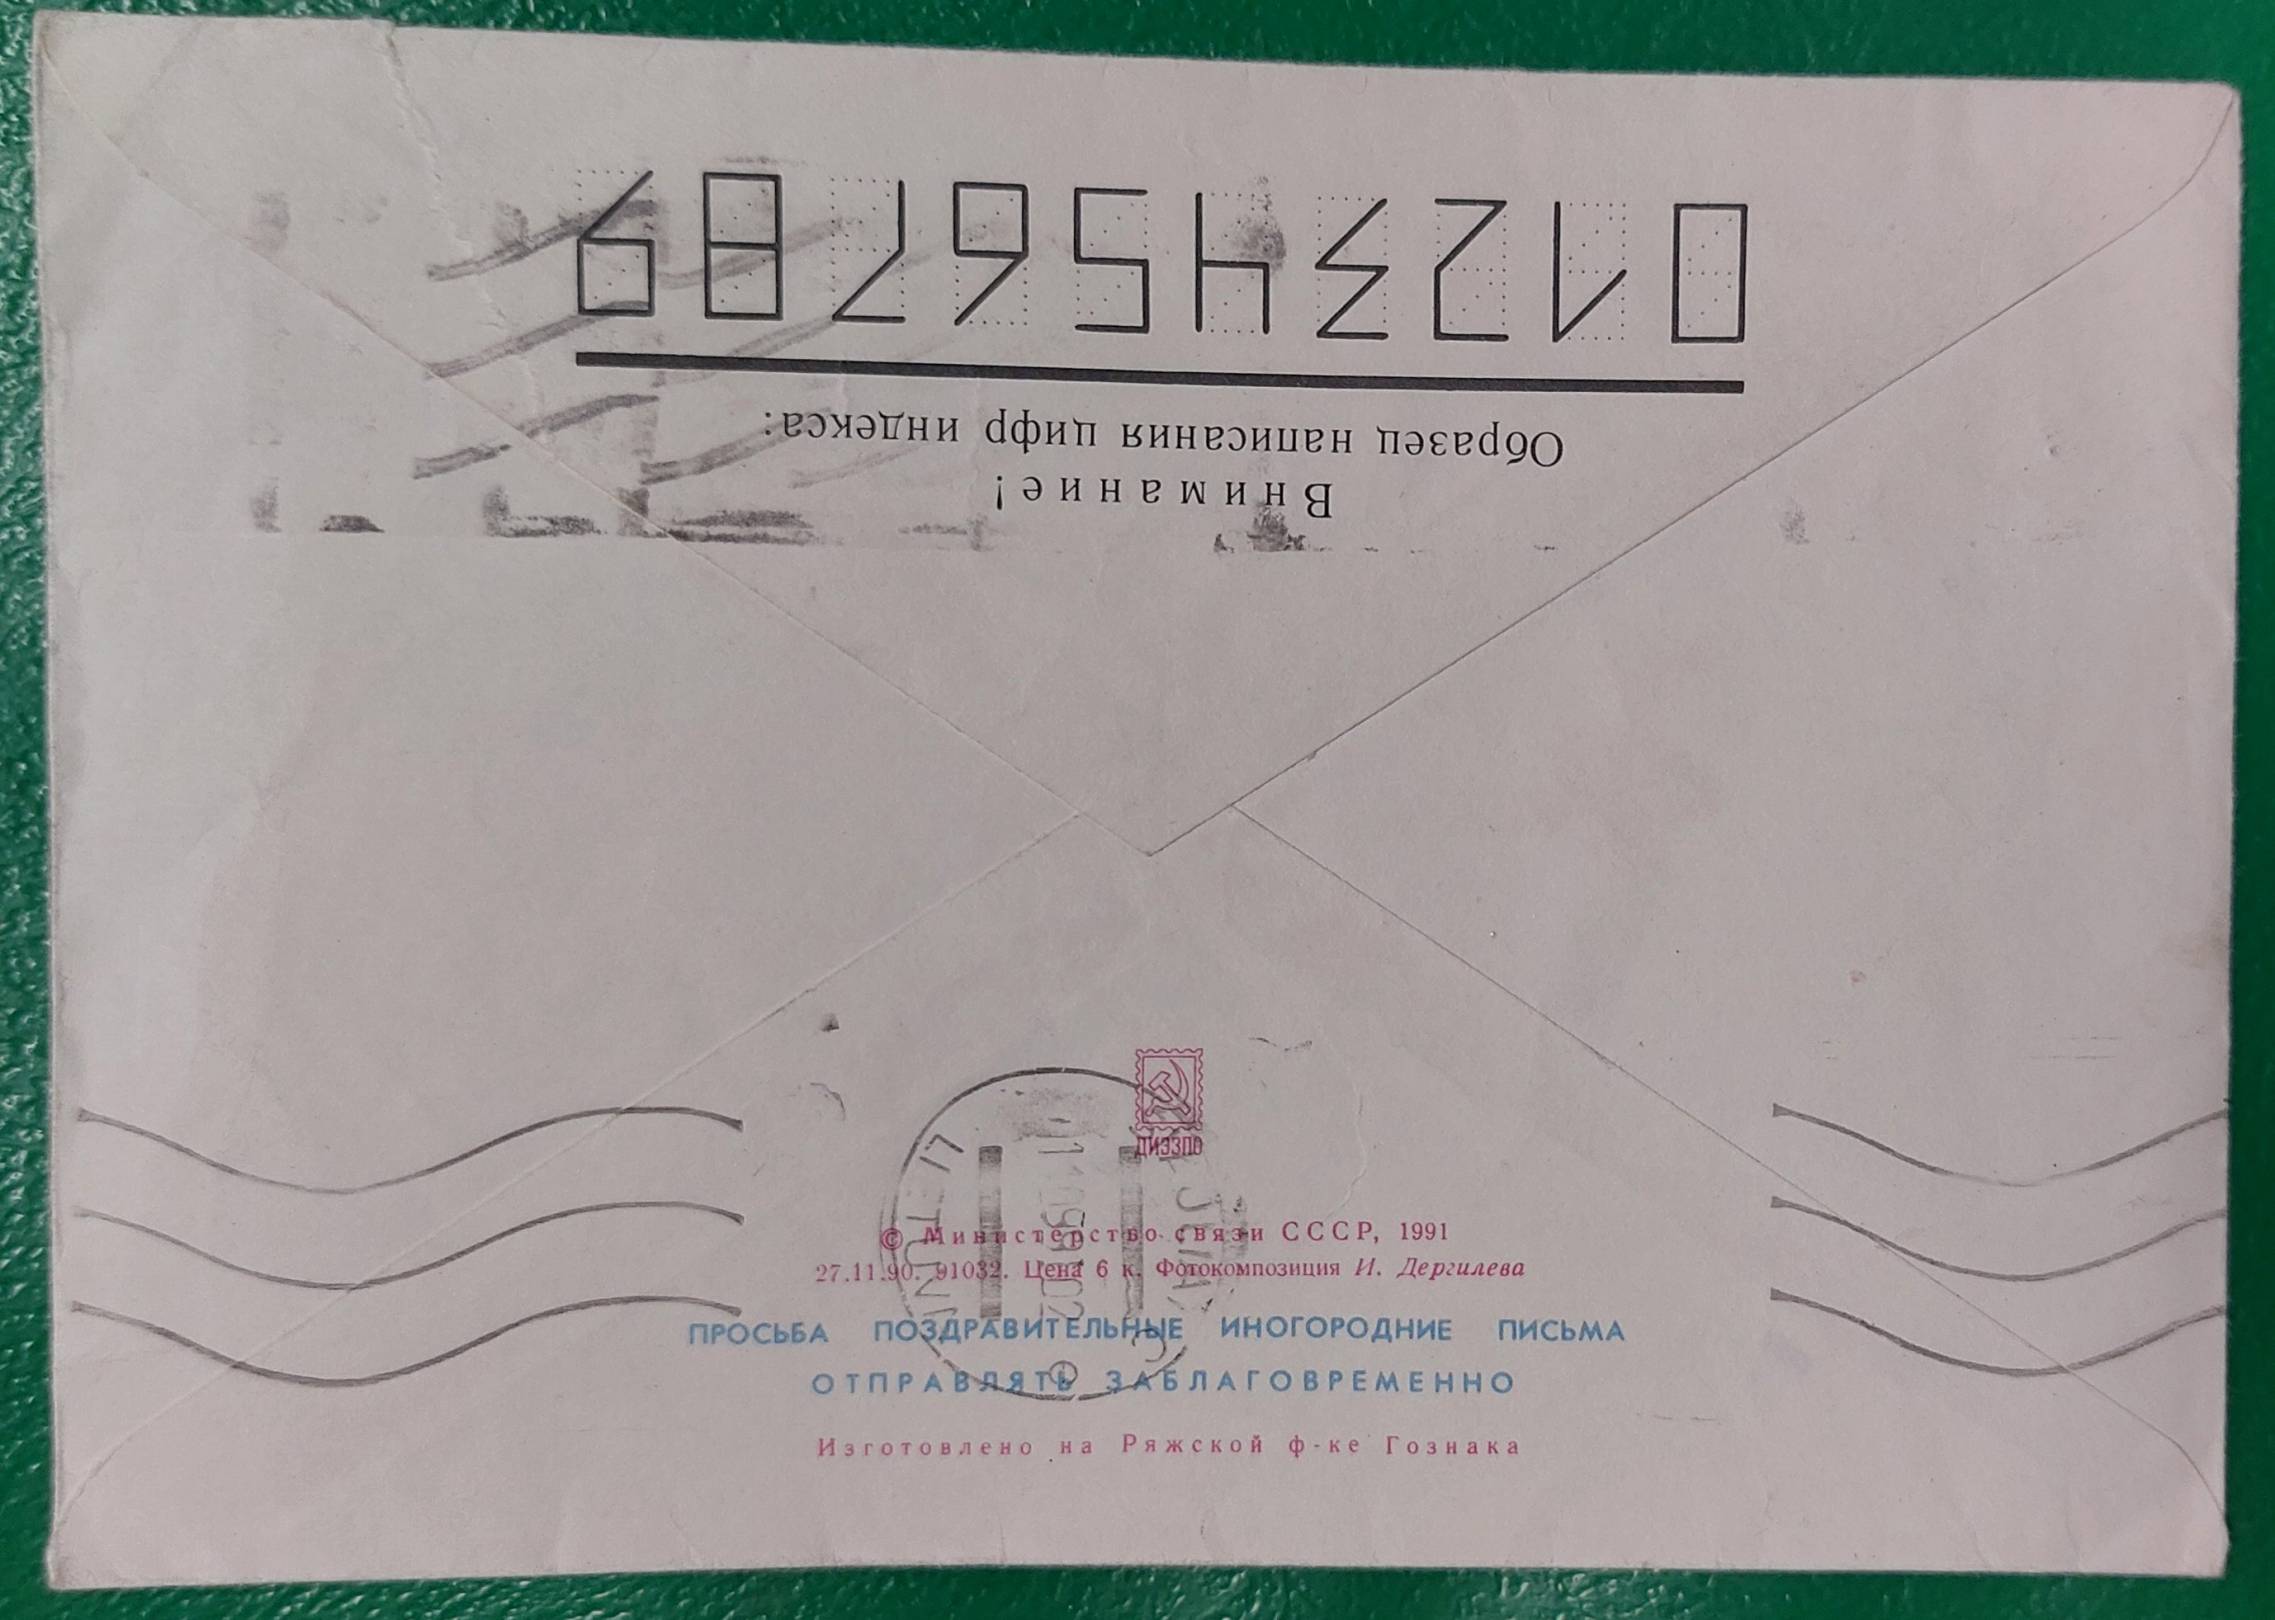 Внимание!
Образец написания цифр индекса:
0123456789
ДИЭЗПО
© Министерство связи СССР, 1991
27.11.90. 91032. Цена 6 к. Фотокомпозиция И. Дергилева
ПРОСЬБА ПОЗДРАВИТЕЛЬНЫЕ ИНОГОРОДНИЕ ПИСЬМА
ОТПРАВЛЯТЬ ЗАБЛАГОВРЕМЕННО
Изготовлено на Ряжской ф-ке Гознака